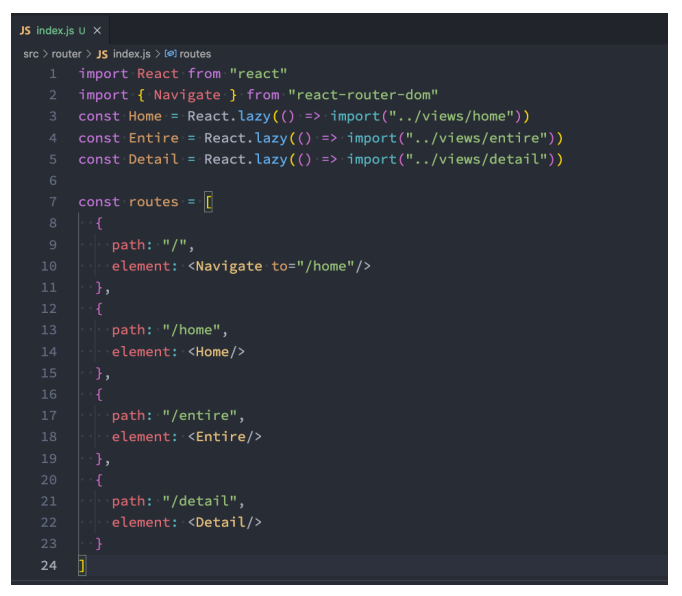 JS index.js U ×
src > router > JS index.js > routes
1 import React from "react"
2 import { Navigate } from "react-router-dom"
3 const Home = React.lazy(() => import("../views/home"))
4 const Entire = React.lazy(() => import("../views/entire"))
5 const Detail = React.lazy(() => import("../views/detail"))
6
7 const routes = [
8   {
9     path: "/",
10     element: <Navigate to="/home"/>
11   },
12   {
13     path: "/home",
14     element: <Home/>
15   },
16   {
17     path: "/entire",
18     element: <Entire/>
19   },
20   {
21     path: "/detail",
22     element: <Detail/>
23   }
24 ]